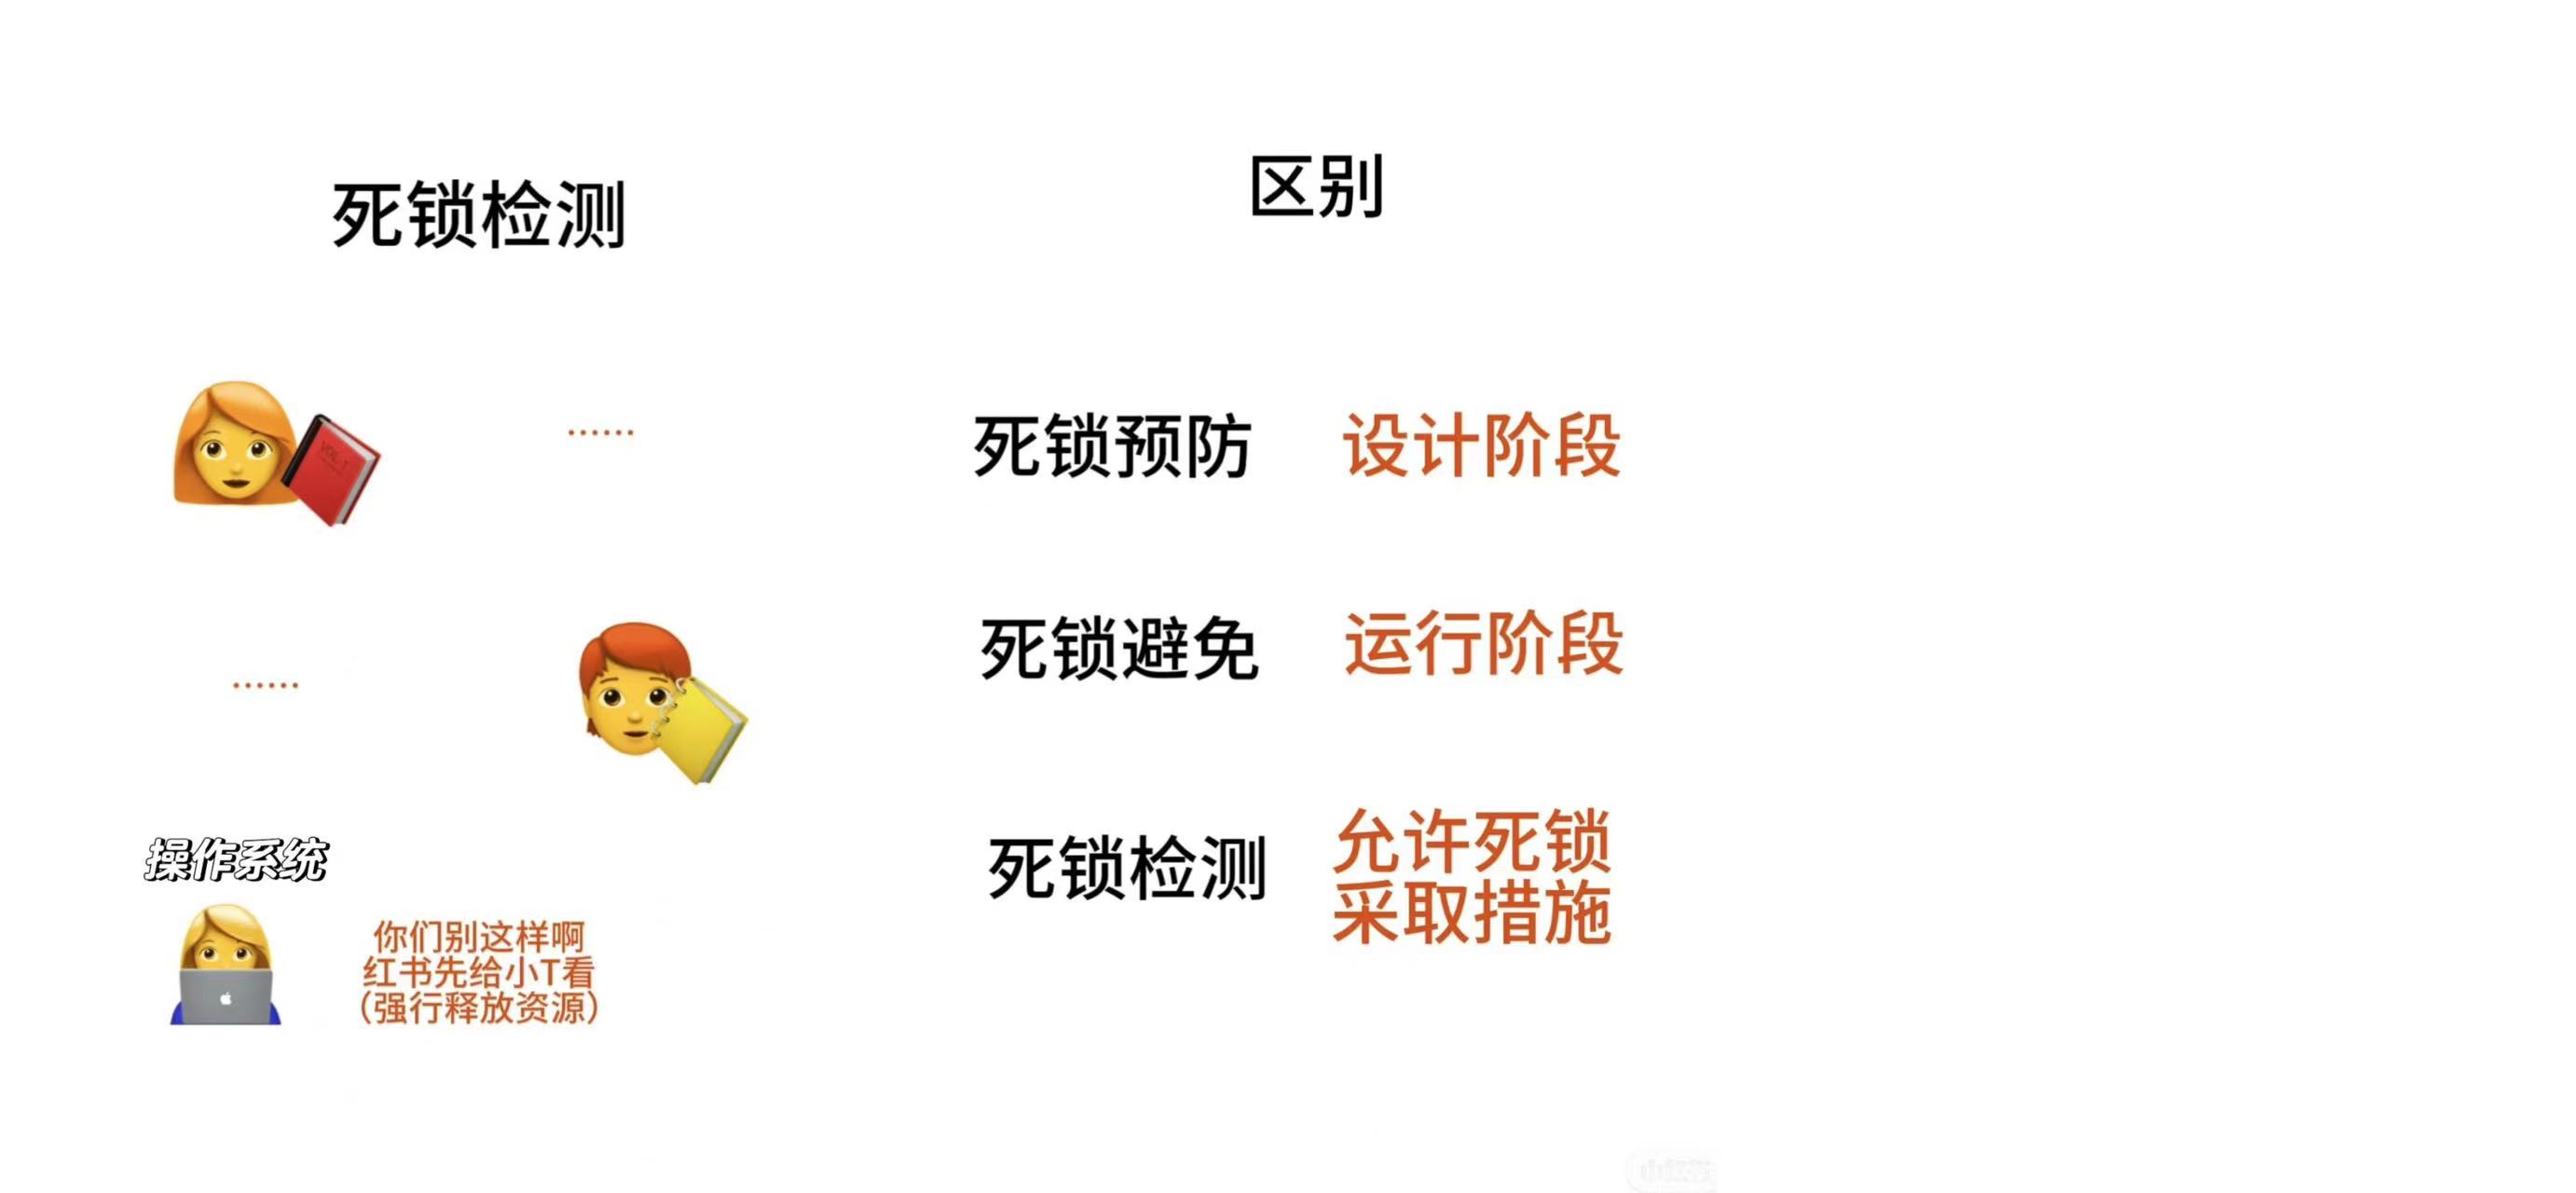 死锁检测
VOL. 1
……
……
操作系统
你们别这样啊
红书先给小T看
（强行释放资源）
区别
死锁预防 设计阶段
死锁避免 运行阶段
死锁检测 允许死锁
采取措施